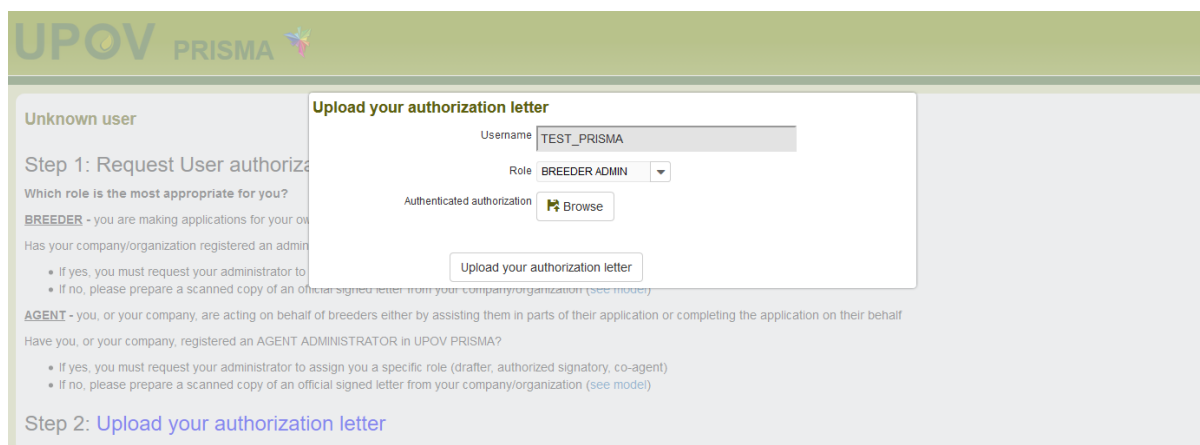 UPOV PRISMA
Unknown user
Step 1: Request User authoriza
Which role is the most appropriate for you?
BREEDER - you are making applications for your ow
Has your company/organization registered an admin
• If yes, you must request your administrator to
• If no, please prepare a scanned copy of an official signed letter from your company/organization (see model)
Upload your authorization letter
Username TEST_PRISMA
Role BREEDER ADMIN
Authenticated authorization Browse
Upload your authorization letter
AGENT - you, or your company, are acting on behalf of breeders either by assisting them in parts of their application or completing the application on their behalf
Have you, or your company, registered an AGENT ADMINISTRATOR in UPOV PRISMA?
• If yes, you must request your administrator to assign you a specific role (drafter, authorized signatory, co-agent)
• If no, please prepare a scanned copy of an official signed letter from your company/organization (see model)
Step 2: Upload your authorization letter